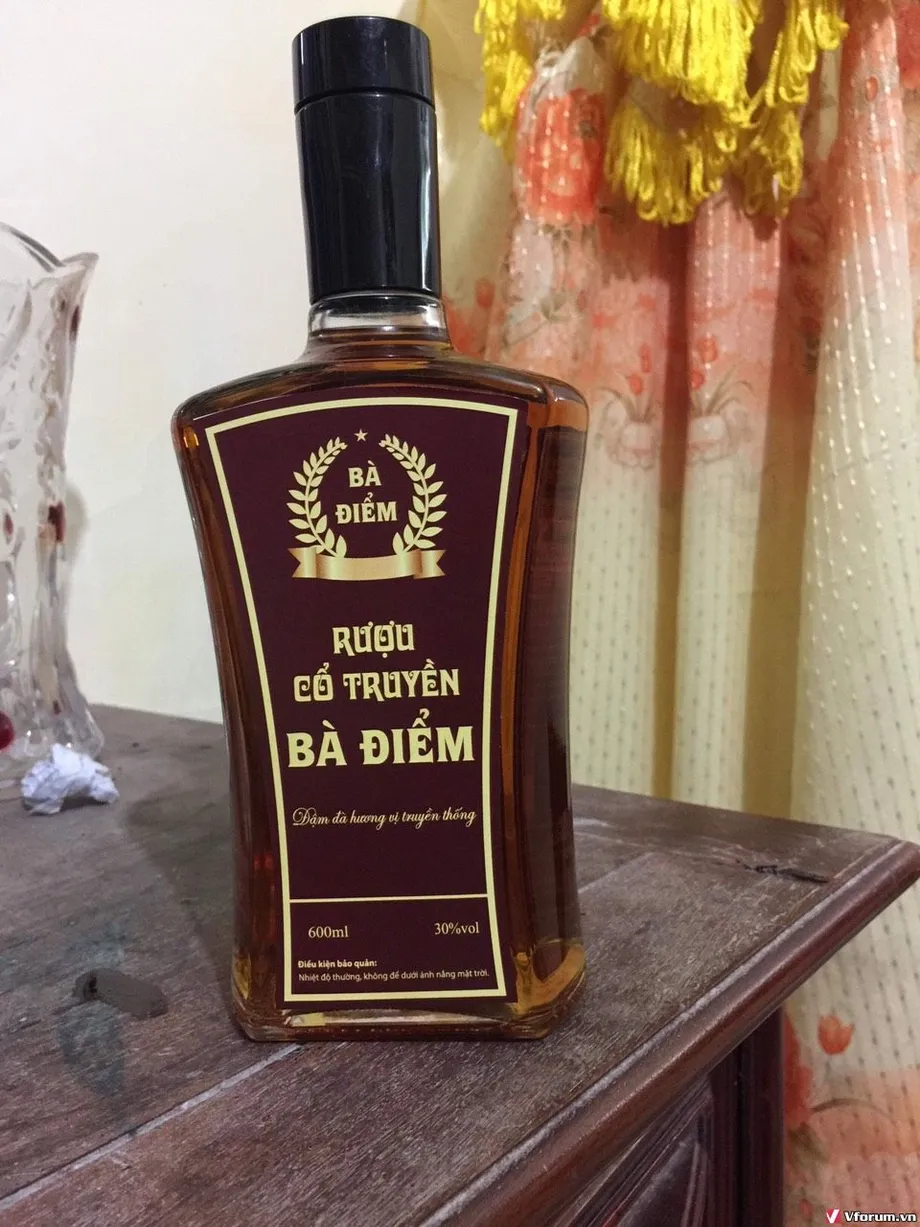 BÀ
ĐIỂM
RƯỢU
CỔ TRUYỀN
BÀ ĐIỂM
Đậm đà hương vị truyền thống
600ml 30%vol
Điều kiện bảo quản:
Nhiệt độ thường, không để dưới ánh nắng mặt trời.
Vforum.vn